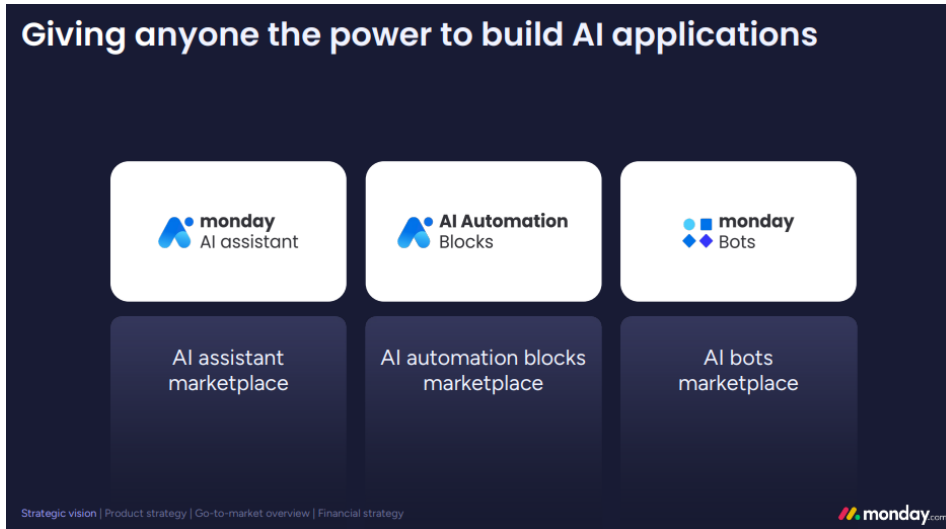 Giving anyone the power to build AI applications
monday
AI assistant
AI Automation
Blocks
monday
Bots
AI assistant
marketplace
AI automation blocks
marketplace
AI bots
marketplace
Strategic vision | Product strategy | Go-to-market overview | Financial strategy
monday.com